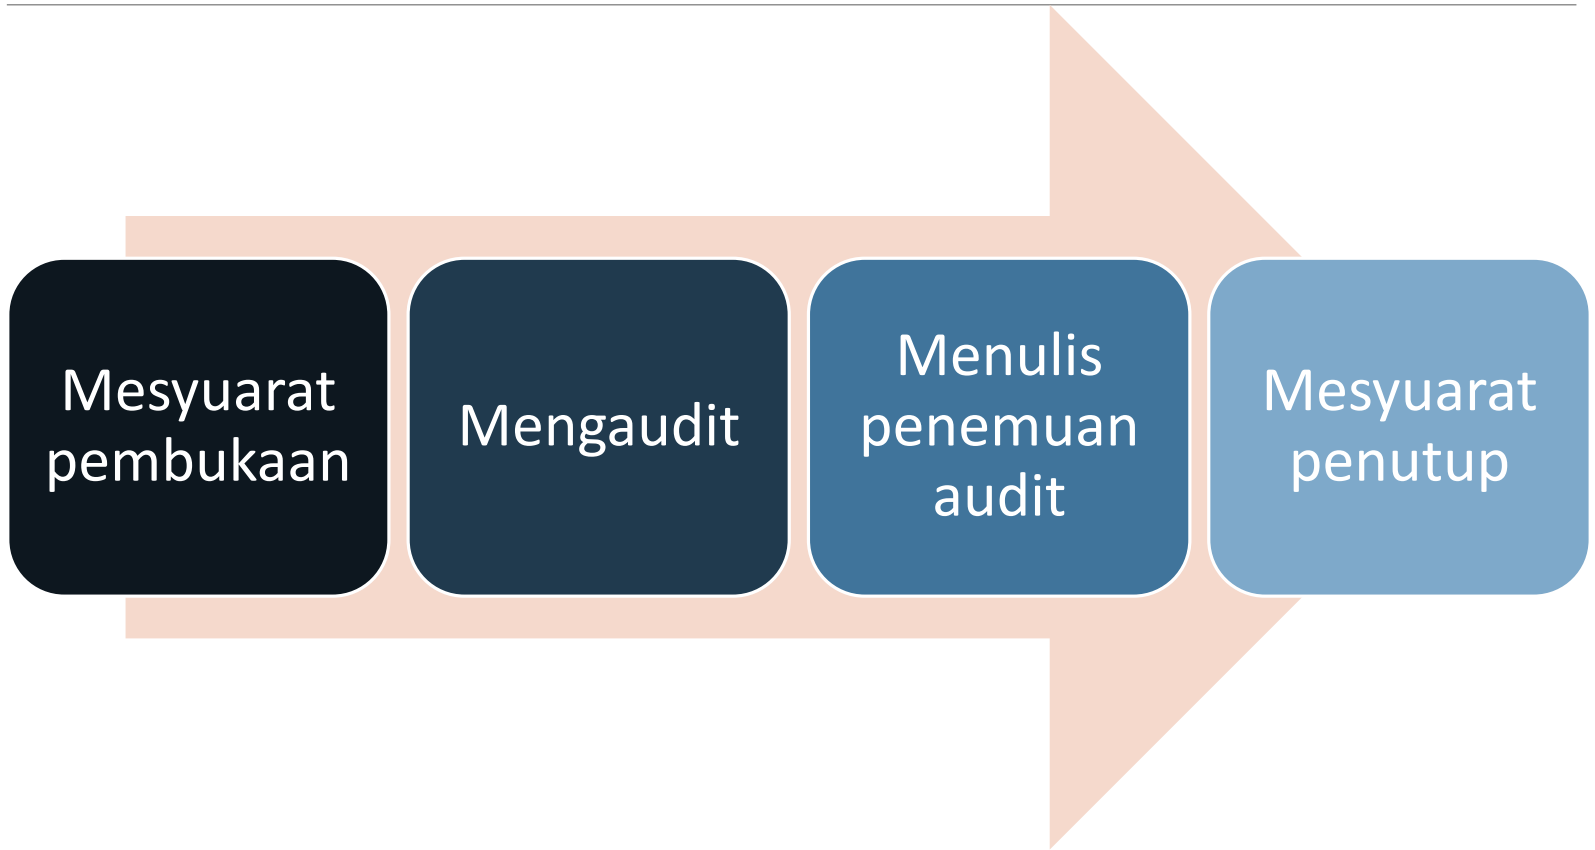 Mesyuarat
pembukaan
Mengaudit
Menulis
penemuan
audit
Mesyuarat
penutup